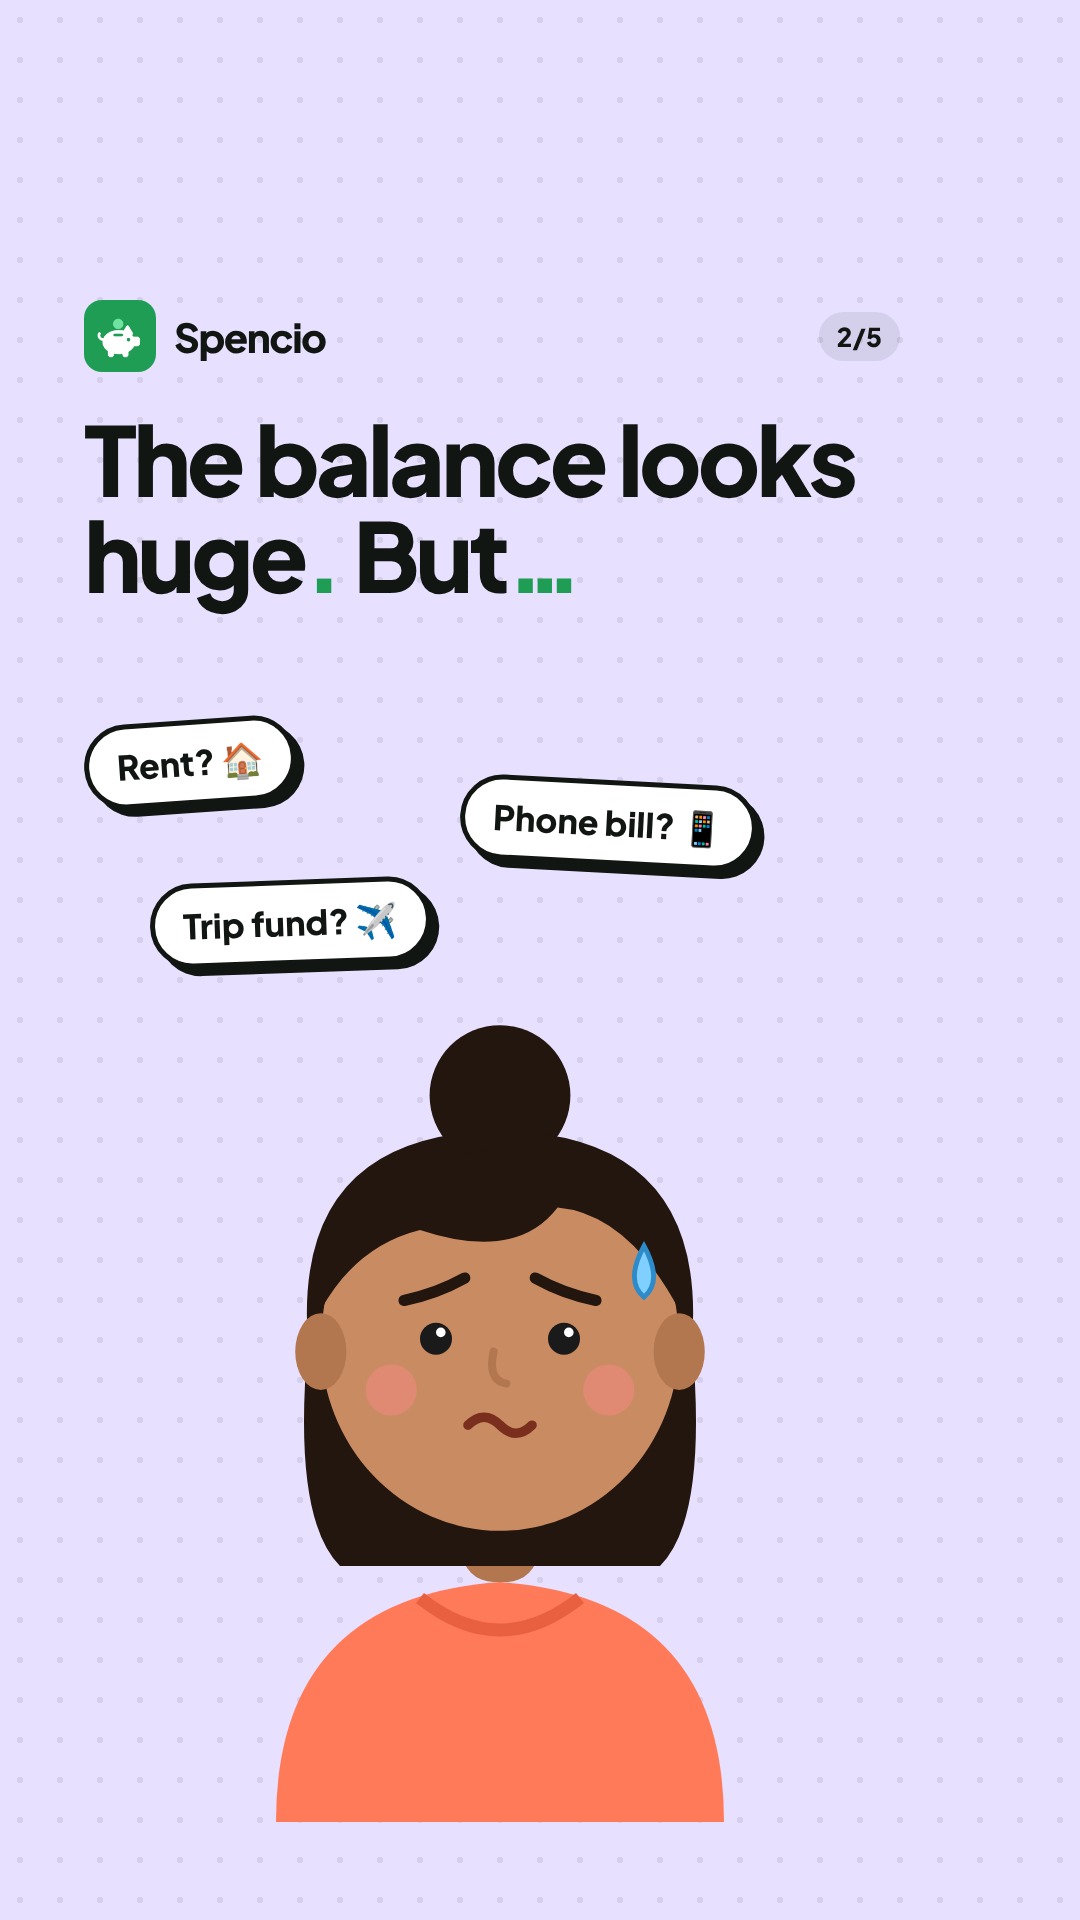 Spencio
2/5
The balance looks
huge. But...
Rent? 🏠
Phone bill? 📱
Trip fund? ✈️